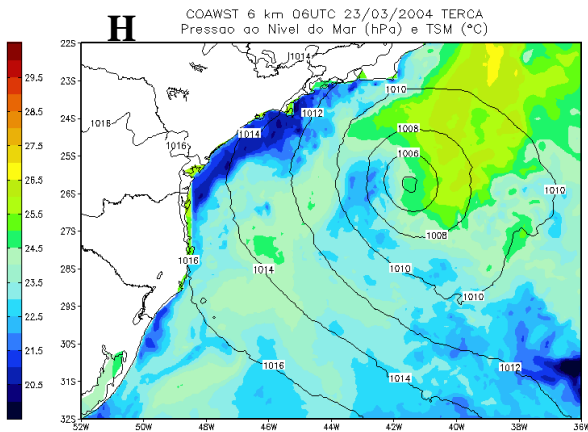 H
COAWST 6 km 06UTC 23/03/2004 TERCA
Pressao ao Nivel do Mar (hPa) e TSM (°C)
22S
23S
24S
25S
26S
27S
28S
29S
30S
31S
32S
29.5
28.5
27.5
26.5
25.5
24.5
23.5
22.5
21.5
20.5
1014
1010
1012
1018
1014
1016
1008
1006
1010
1008
1016
1014
1010
1010
1012
1016
1014
52W
50W
48W
46W
44W
42W
40W
38W
36W